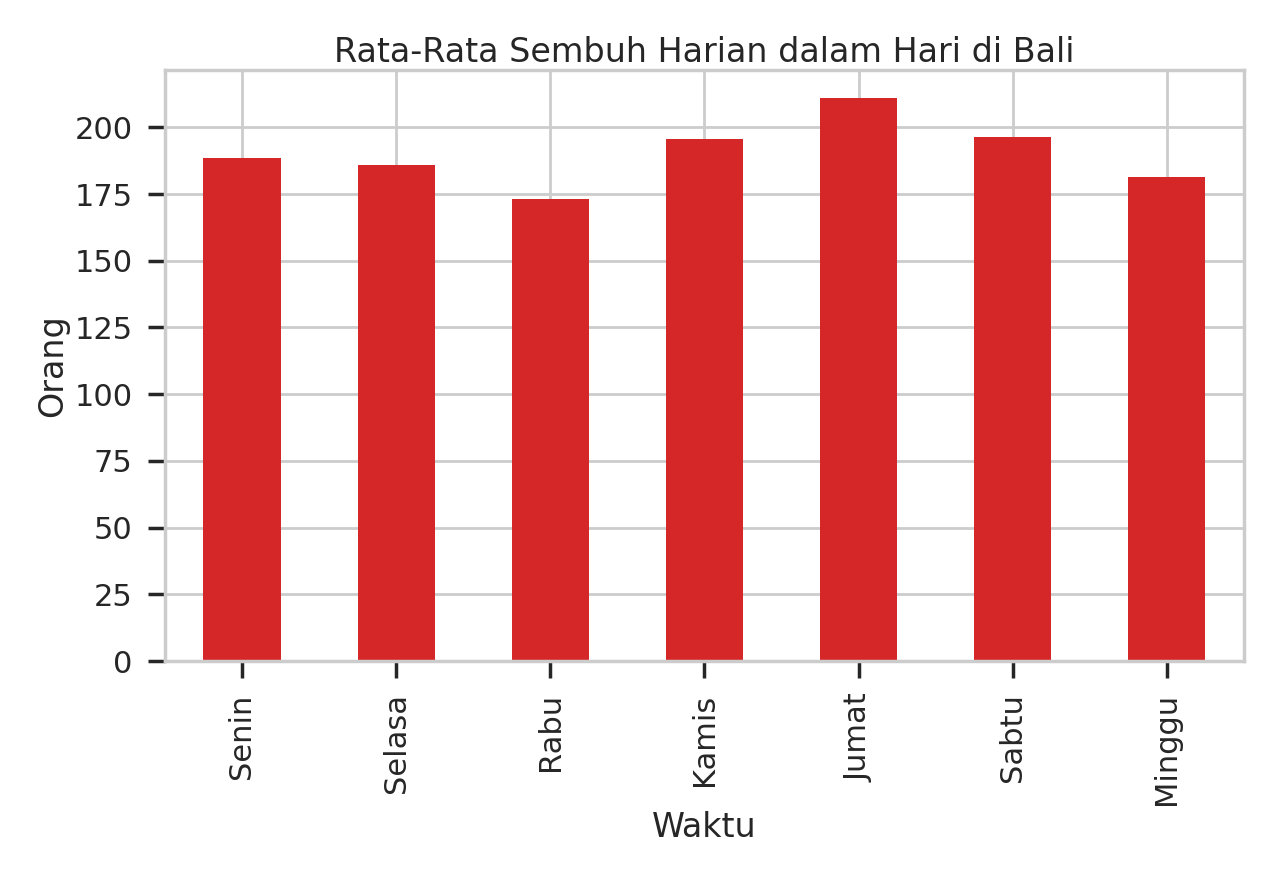 Rata-Rata Sembuh Harian dalam Hari di Bali
Orang
200
175
150
125
100
75
50
25
0
Senin
Selasa
Rabu
Kamis
Jumat
Sabtu
Minggu
Waktu